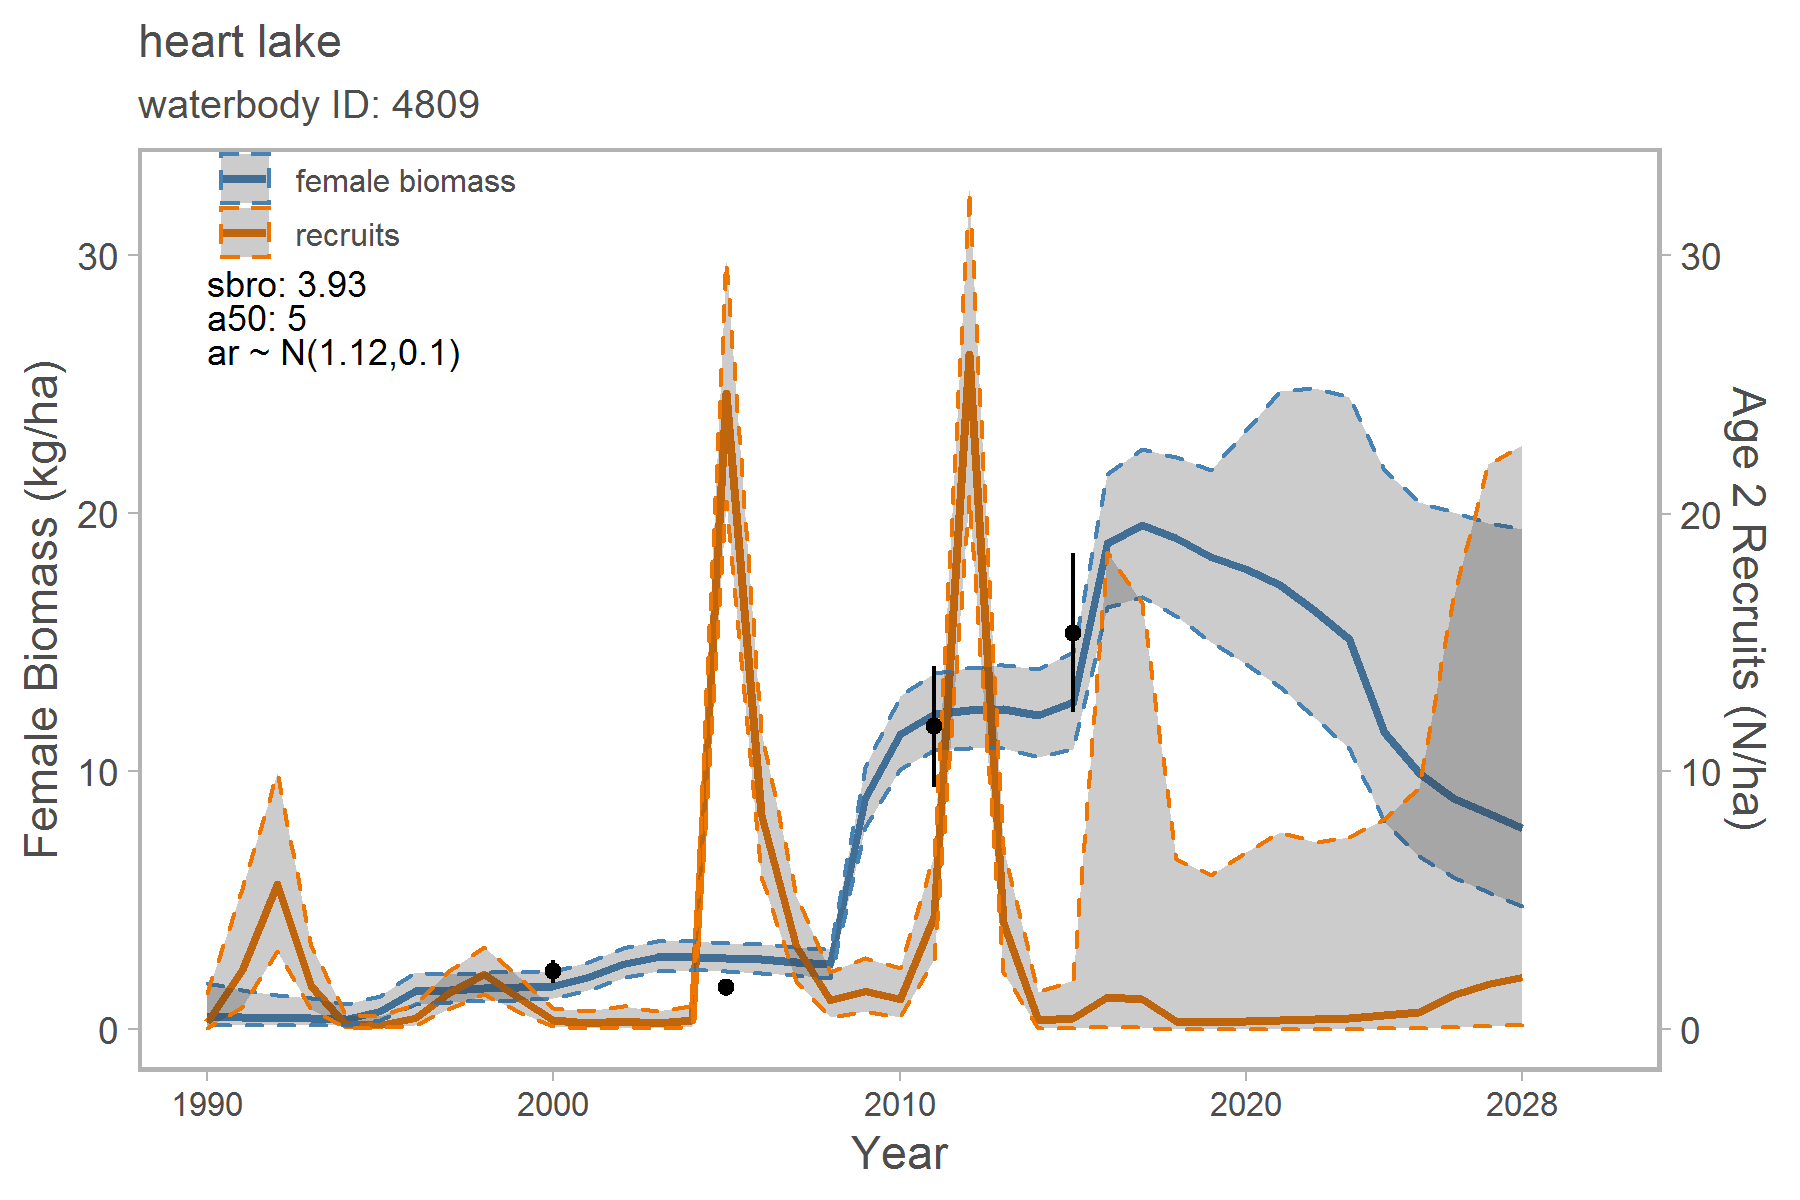 heart lake
waterbody ID: 4809
female biomass
recruits
sbro: 3.93
a50: 5
ar ~ N(1.12,0.1)
Female Biomass (kg/ha)
30
20
10
0
30
20
10
0
Age 2 Recruits (N/ha)
1990 2000 2010 2020 2028
Year